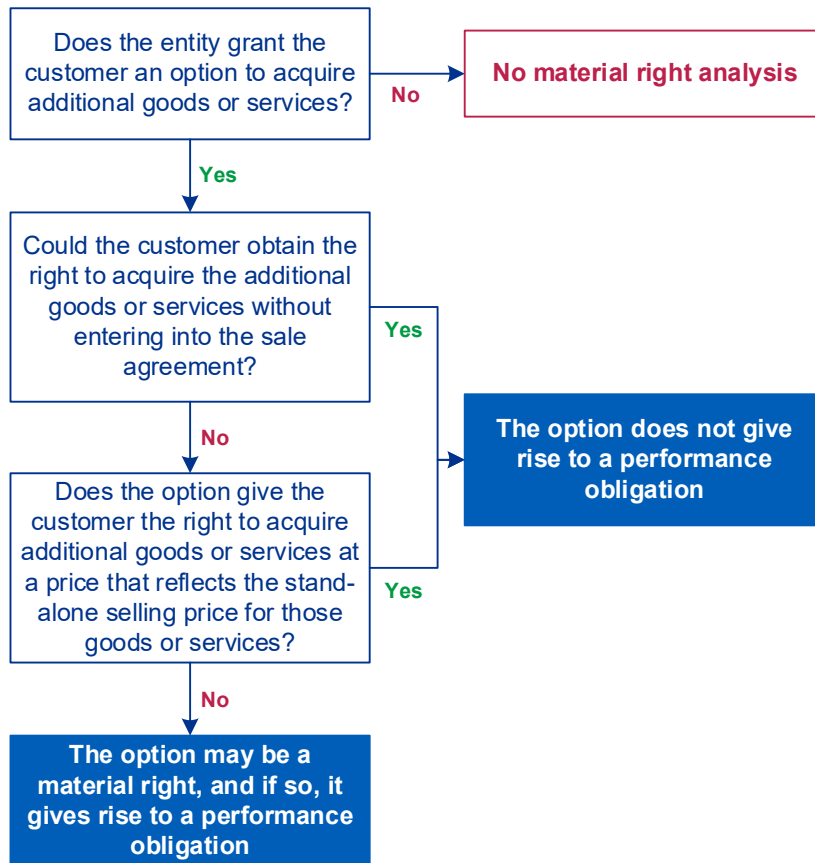 Does the entity grant the
customer an option to acquire
additional goods or services?
No
No material right analysis
Yes
Could the customer obtain the
right to acquire the additional
goods or services without
entering into the sale
agreement?
Yes
No
The option does not give
rise to a performance
obligation
Does the option give the
customer the right to acquire
additional goods or services at
a price that reflects the stand-
alone selling price for those
goods or services?
Yes
No
The option may be a
material right, and if so, it
gives rise to a performance
obligation